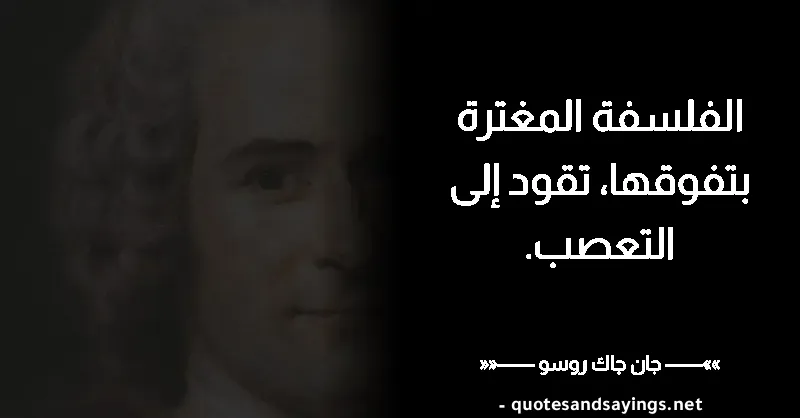 الفلسفة المغترة
بتفوقها، تقود إلى
التعصب.
»»——— جان جاك روسو ———««
- quotesandsayings.net